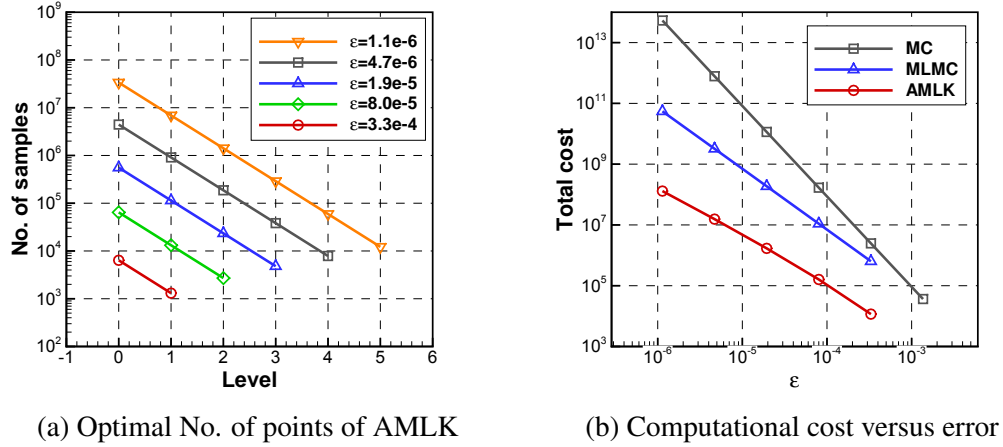 10^9
10^8
10^7
10^6
10^5
10^4
10^3
10^2
No. of samples
-1 0 1 2 3 4 5 6
Level
ε=1.1e-6
ε=4.7e-6
ε=1.9e-5
ε=8.0e-5
ε=3.3e-4
(a) Optimal No. of points of AMLK
10^13
10^11
10^9
10^7
10^5
10^3
Total cost
10^-6 10^-5 10^-4 10^-3
ε
MC
MLMC
AMLK
(b) Computational cost versus error